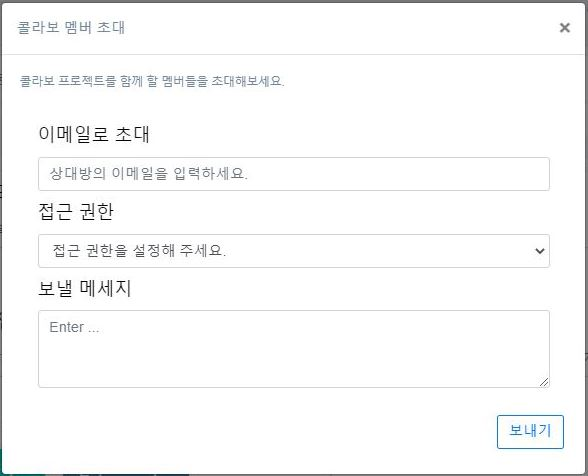 콜라보 멤버 초대
×
콜라보 프로젝트를 함께 할 멤버들을 초대해보세요.
이메일로 초대
상대방의 이메일을 입력하세요.
접근 권한
접근 권한을 설정해 주세요.
보낼 메세지
Enter ...
보내기